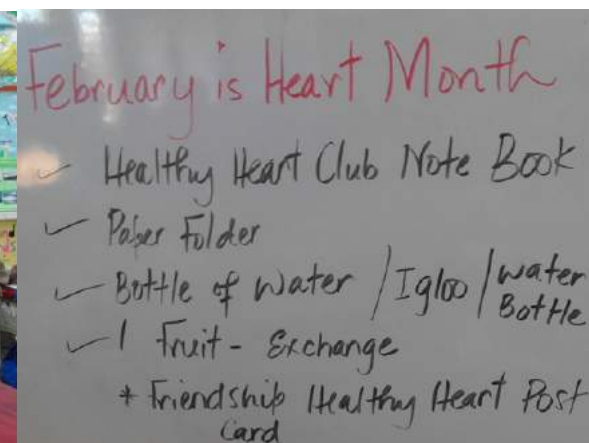 February is Heart Month
✓ Healthy Heart Club Note Book
✓ Paper Folder
✓ Bottle of Water / Igloo / water
Bottle
✓ 1 Fruit - Exchange
* Friendship Healthy Heart Post
Card